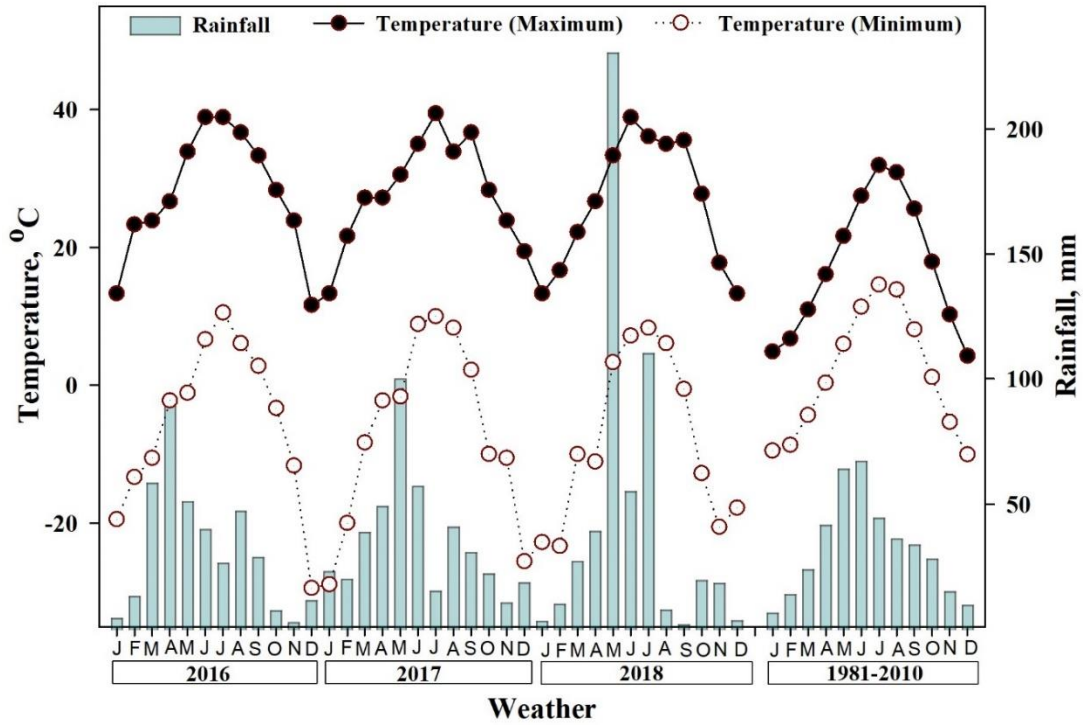 Rainfall Temperature (Maximum) Temperature (Minimum)
Temperature, °C
40
20
0
-20
Rainfall, mm
200
150
100
50
J F M A M J J A S O N D J F M A M J J A S O N D J F M A M J J A S O N D J F M A M J J A S O N D
2016 2017 2018 1981-2010
Weather